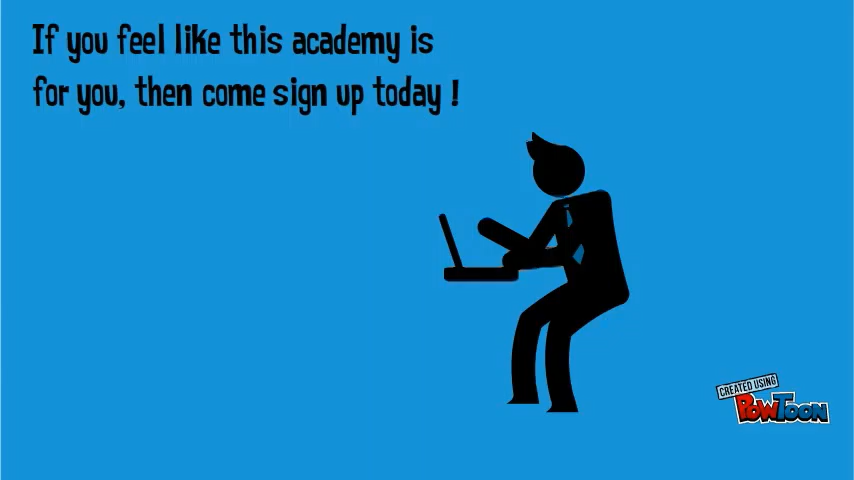 If you feel like this academy is
for you, then come sign up today !
CREATED USING
POWTOON